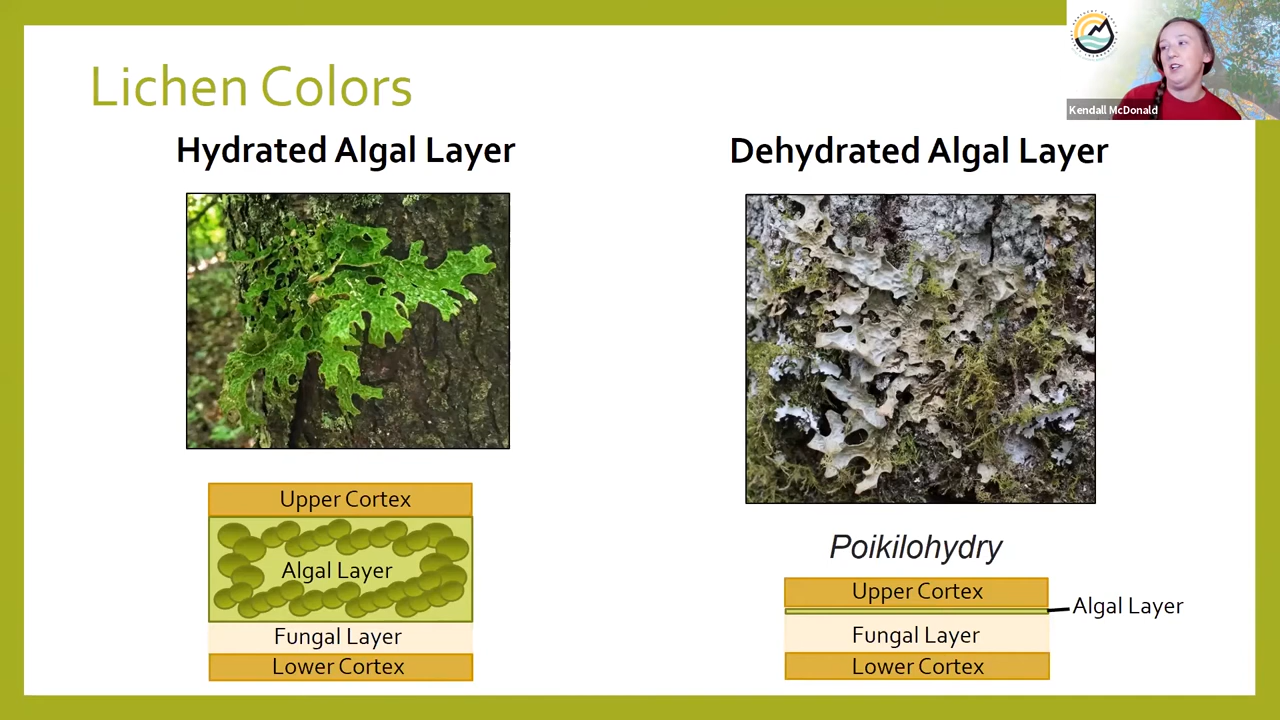 Lichen Colors
Kendall McDonald
Hydrated Algal Layer
Dehydrated Algal Layer
Upper Cortex
Algal Layer
Fungal Layer
Lower Cortex
Poikilohydry
Upper Cortex
Algal Layer
Fungal Layer
Lower Cortex